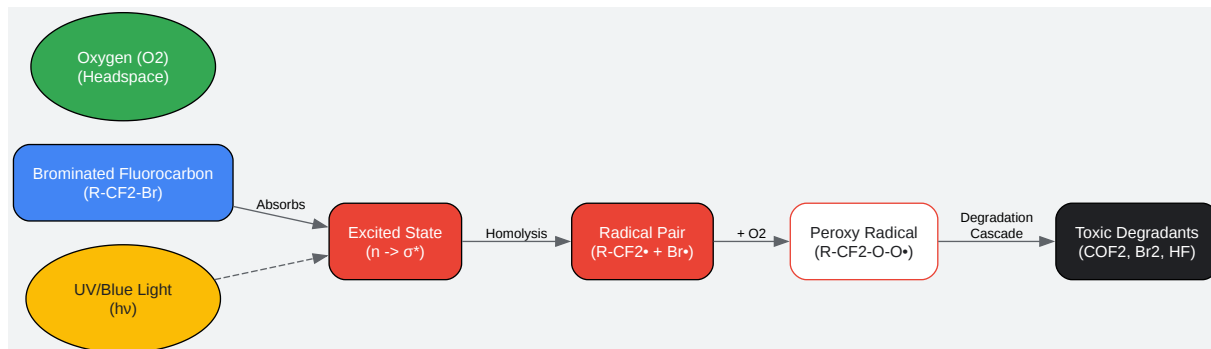 Oxygen (O2)
(Headspace)
Brominated Fluorocarbon
(R-CF2-Br)
UV/Blue Light
(hν)
Absorbs
Excited State
(n -> σ*)
Homolysis
Radical Pair
(R-CF2• + Br•)
+ O2
Peroxy Radical
(R-CF2-O-O•)
Degradation
Cascade
Toxic Degradants
(COF2, Br2, HF)